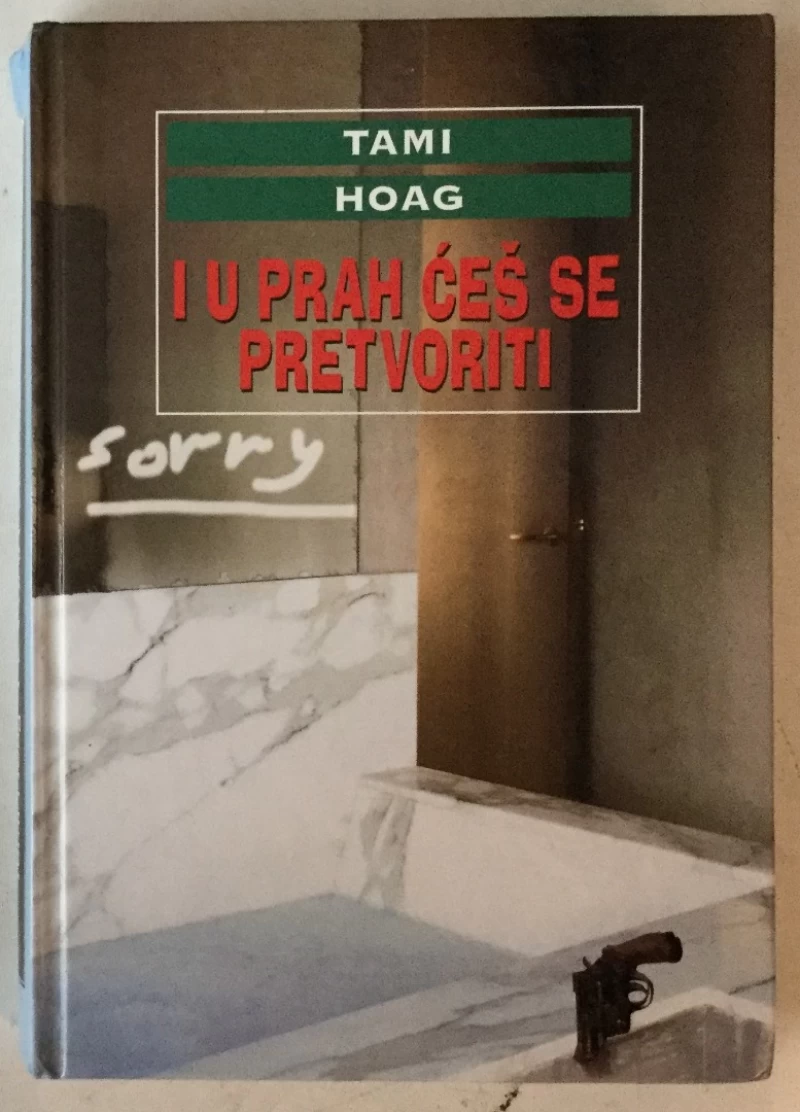 TAMI
HOAG
I U PRAH ĆEŠ SE
PRETVORITI
sorry